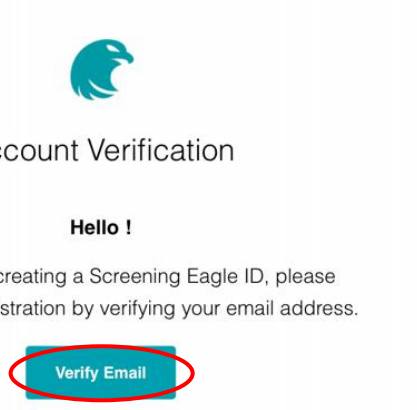 ccount Verification
Hello !
creating a Screening Eagle ID, please
stration by verifying your email address.
Verify Email